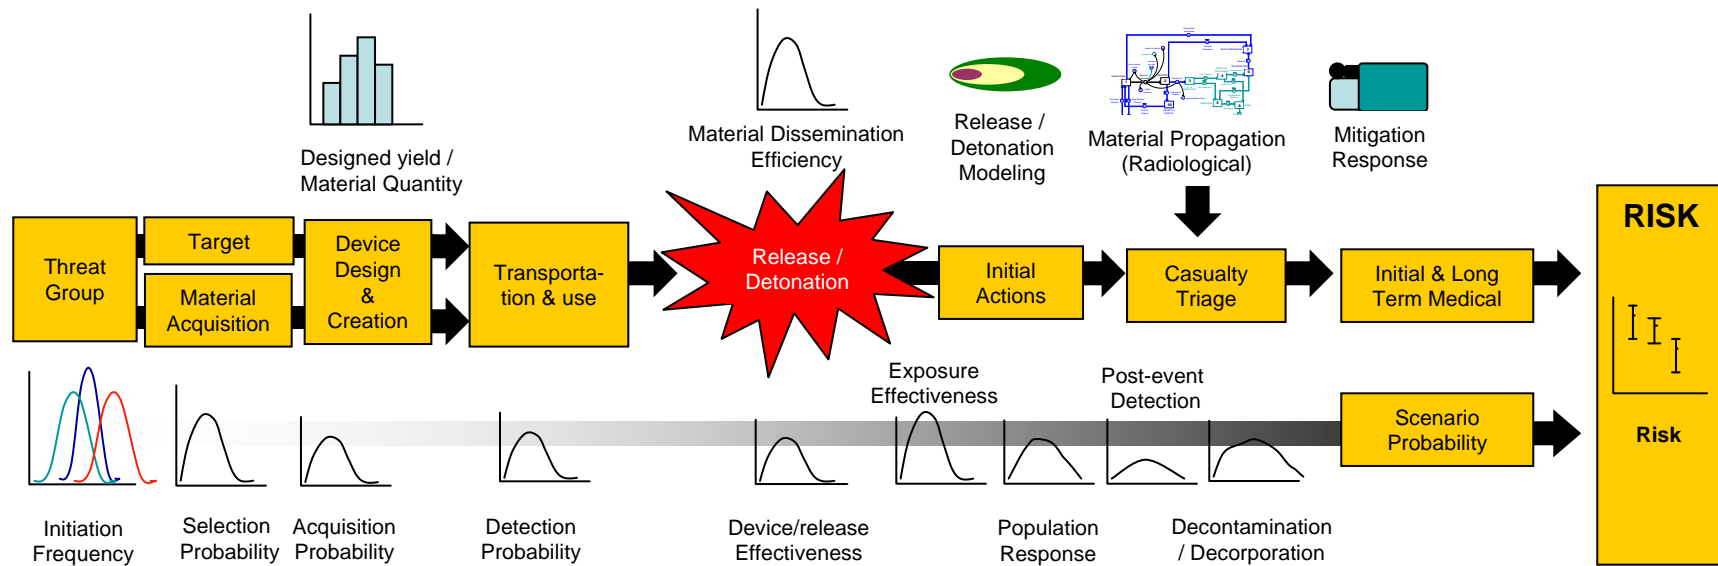 Designed yield /
Material Quantity
Material Dissemination
Efficiency
Release /
Detonation
Modeling
Material Propagation
(Radiological)
Mitigation
Response
Threat
Group
Target
Material
Acquisition
Device
Design
&
Creation
Transporta-
tion & use
Release /
Detonation
Initial
Actions
Casualty
Triage
Initial & Long
Term Medical
RISK
Risk
Exposure
Effectiveness
Post-event
Detection
Scenario
Probability
Initiation
Frequency
Selection
Probability
Acquisition
Probability
Detection
Probability
Device/release
Effectiveness
Population
Response
Decontamination
/ Decorporation